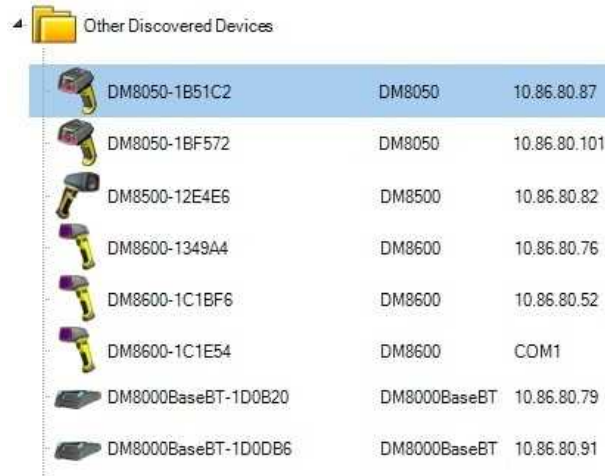 Other Discovered Devices
DM8050-1B51C2 DM8050 10.86.80.87
DM8050-1BF572 DM8050 10.86.80.101
DM8500-12E4E6 DM8500 10.86.80.82
DM8600-1349A4 DM8600 10.86.80.76
DM8600-1C1BF6 DM8600 10.86.80.52
DM8600-1C1E54 DM8600 COM1
DM8000BaseBT-1D0B20 DM8000BaseBT 10.86.80.79
DM8000BaseBT-1D0DB6 DM8000BaseBT 10.86.80.91